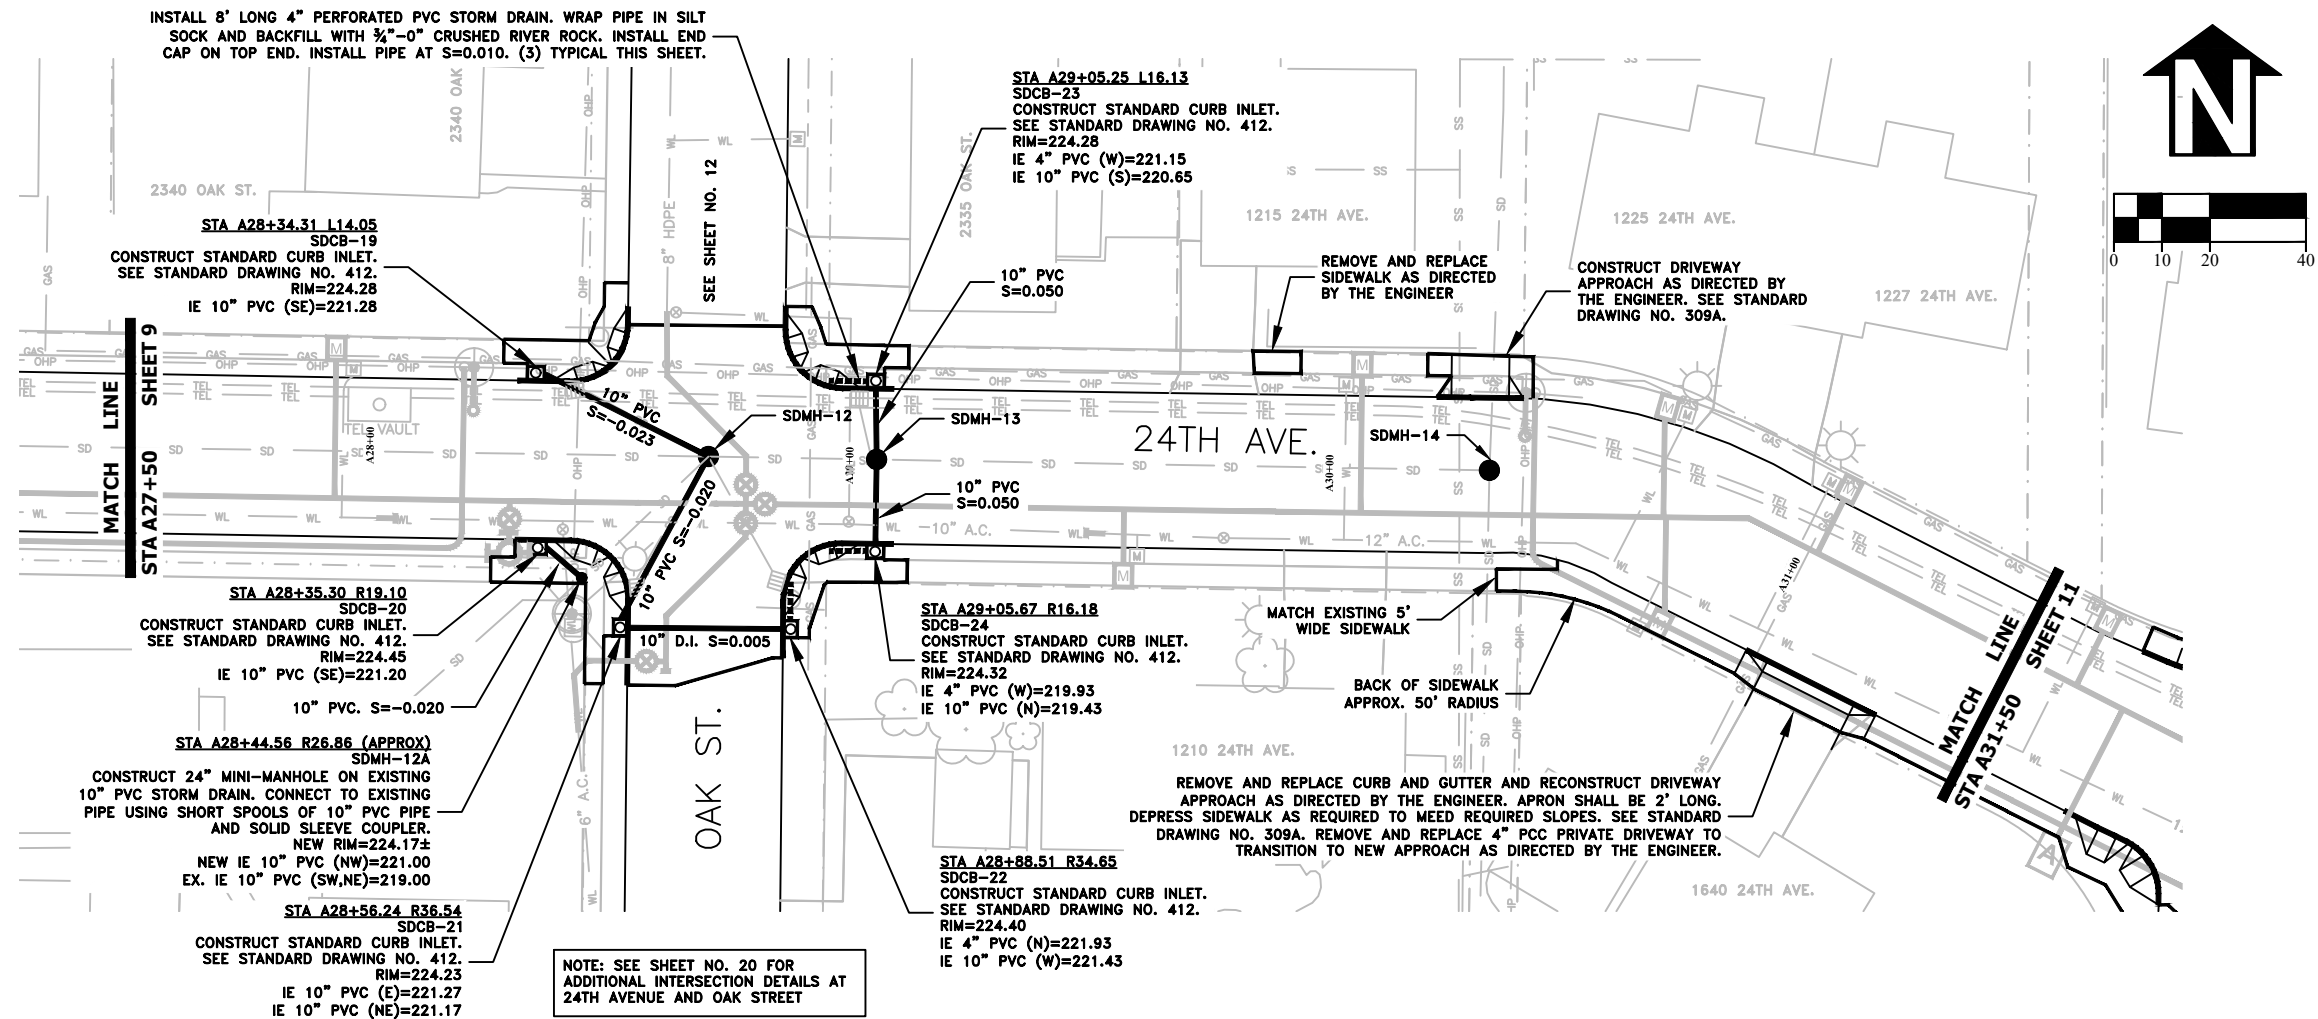 INSTALL 8' LONG 4" PERFORATED PVC STORM DRAIN. WRAP PIPE IN SILT
SOCK AND BACKFILL WITH ¾"-0" CRUSHED RIVER ROCK. INSTALL END
CAP ON TOP END. INSTALL PIPE AT S=0.010. (3) TYPICAL THIS SHEET.
STA A29+05.25 L16.13
SDCB-23
CONSTRUCT STANDARD CURB INLET.
SEE STANDARD DRAWING NO. 412.
RIM=224.28
IE 4" PVC (W)=221.15
IE 10" PVC (S)=220.65
N
0 10 20 40
2340 OAK
2340 OAK ST.
8" HDPE
SEE SHEET NO. 12
2335 OAK ST.
1215 24TH AVE.
1225 24TH AVE.
1227 24TH AVE.
STA A28+34.31 L14.05
SDCB-19
CONSTRUCT STANDARD CURB INLET.
SEE STANDARD DRAWING NO. 412.
RIM=224.28
IE 10" PVC (SE)=221.28
10" PVC
S=0.050
REMOVE AND REPLACE
SIDEWALK AS DIRECTED
BY THE ENGINEER
CONSTRUCT DRIVEWAY
APPROACH AS DIRECTED BY
THE ENGINEER. SEE STANDARD
DRAWING NO. 309A.
MATCH LINE
STA A27+50 SHEET 9
TEL VAULT
A28+00
10" PVC
S=-0.023
SDMH-12
A29+00
SDMH-13
24TH AVE.
A30+00
SDMH-14
10" PVC S=-0.020
10" PVC
S=0.050
10" A.C.
12" A.C.
A31+00
MATCH LINE
STA A31+50 SHEET 11
STA A28+35.30 R19.10
SDCB-20
CONSTRUCT STANDARD CURB INLET.
SEE STANDARD DRAWING NO. 412.
RIM=224.45
IE 10" PVC (SE)=221.20
10" PVC. S=-0.020
10" D.I. S=0.005
STA A29+05.67 R16.18
SDCB-24
CONSTRUCT STANDARD CURB INLET.
SEE STANDARD DRAWING NO. 412.
RIM=224.32
IE 4" PVC (W)=219.93
IE 10" PVC (N)=219.43
MATCH EXISTING 5'
WIDE SIDEWALK
BACK OF SIDEWALK
APPROX. 50' RADIUS
OAK ST.
6" A.C.
1210 24TH AVE.
STA A28+44.56 R26.86 (APPROX)
SDMH-12A
CONSTRUCT 24" MINI-MANHOLE ON EXISTING
10" PVC STORM DRAIN. CONNECT TO EXISTING
PIPE USING SHORT SPOOLS OF 10" PVC PIPE
AND SOLID SLEEVE COUPLER.
NEW RIM=224.17±
NEW IE 10" PVC (NW)=221.00
EX. IE 10" PVC (SW,NE)=219.00
REMOVE AND REPLACE CURB AND GUTTER AND RECONSTRUCT DRIVEWAY
APPROACH AS DIRECTED BY THE ENGINEER. APRON SHALL BE 2' LONG.
DEPRESS SIDEWALK AS REQUIRED TO MEED REQUIRED SLOPES. SEE STANDARD
DRAWING NO. 309A. REMOVE AND REPLACE 4" PCC PRIVATE DRIVEWAY TO
TRANSITION TO NEW APPROACH AS DIRECTED BY THE ENGINEER.
1640 24TH AVE.
STA A28+56.24 R36.54
SDCB-21
CONSTRUCT STANDARD CURB INLET.
SEE STANDARD DRAWING NO. 412.
RIM=224.23
IE 10" PVC (E)=221.27
IE 10" PVC (NE)=221.17
STA A28+88.51 R34.65
SDCB-22
CONSTRUCT STANDARD CURB INLET.
SEE STANDARD DRAWING NO. 412.
RIM=224.40
IE 4" PVC (N)=221.93
IE 10" PVC (W)=221.43
NOTE: SEE SHEET NO. 20 FOR
ADDITIONAL INTERSECTION DETAILS AT
24TH AVENUE AND OAK STREET